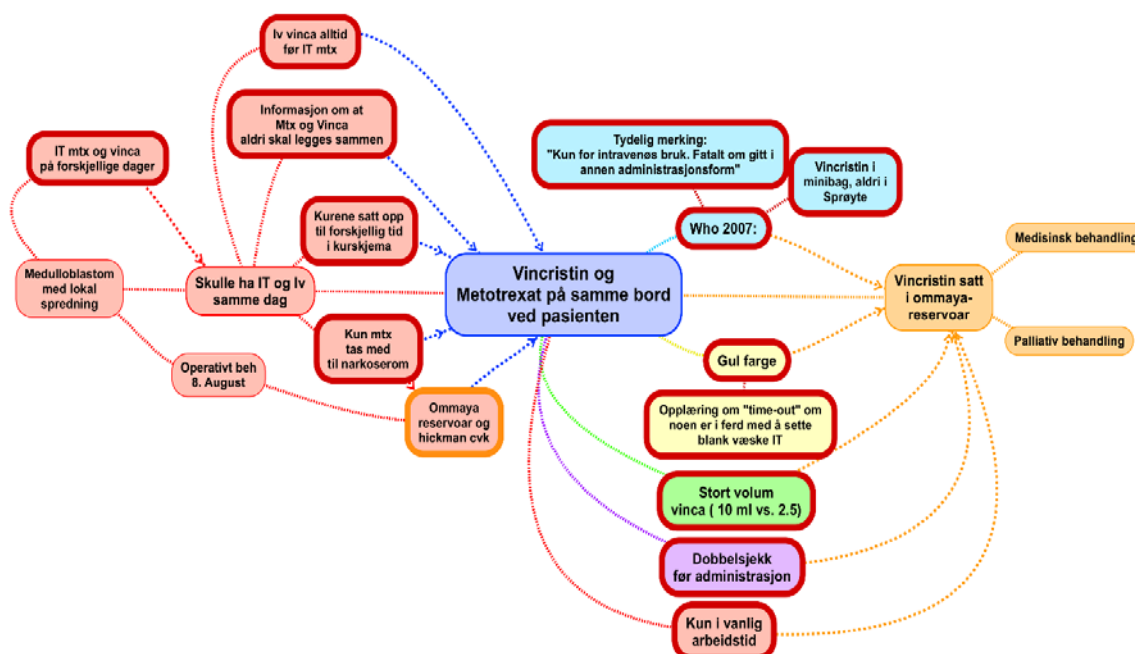 Iv vinca alltid
før IT mtx
Informasjon om at
Mtx og Vinca
aldri skal legges sammen
IT mtx og vinca
på forskjellige dager
Kurene satt opp
til forskjellig tid
i kurskjema
Medulloblastom
med lokal
spredning
Skulle ha IT og Iv
samme dag
Kun mtx
tas med
til narkoserom
Operativt beh
8. August
Ommaya
reservoar og
hickman cvk
Vincristin og
Metotrexat på samme bord
ved pasienten
Tydelig merking:
"Kun for intravenøs bruk. Fatalt om gitt i
annen administrasjonsform"
Vincristin i
minibag, aldri i
Sprøyte
Who 2007:
Gul farge
Opplæring om "time-out" om
noen er i ferd med å sette
blank væske IT
Stort volum
vinca ( 10 ml vs. 2.5)
Dobbelsjekk
før administrasjon
Kun i vanlig
arbeidstid
Vincristin satt
i ommaya-
reservoar
Medisinsk behandling
Palliativ behandling